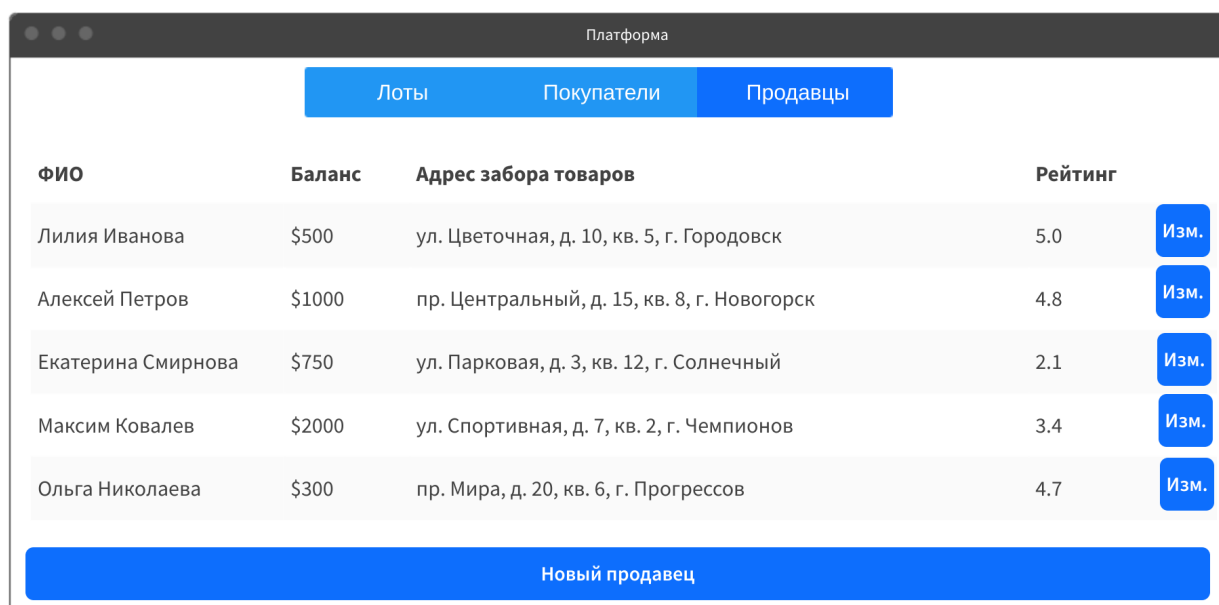 Платформа
Лоты Покупатели Продавцы
ФИО Баланс Адрес забора товаров Рейтинг
Лилия Иванова $500 ул. Цветочная, д. 10, кв. 5, г. Городовск 5.0 Изм.
Алексей Петров $1000 пр. Центральный, д. 15, кв. 8, г. Новогорск 4.8 Изм.
Екатерина Смирнова $750 ул. Парковая, д. 3, кв. 12, г. Солнечный 2.1 Изм.
Максим Ковалев $2000 ул. Спортивная, д. 7, кв. 2, г. Чемпионов 3.4 Изм.
Ольга Николаева $300 пр. Мира, д. 20, кв. 6, г. Прогрессов 4.7 Изм.
Новый продавец